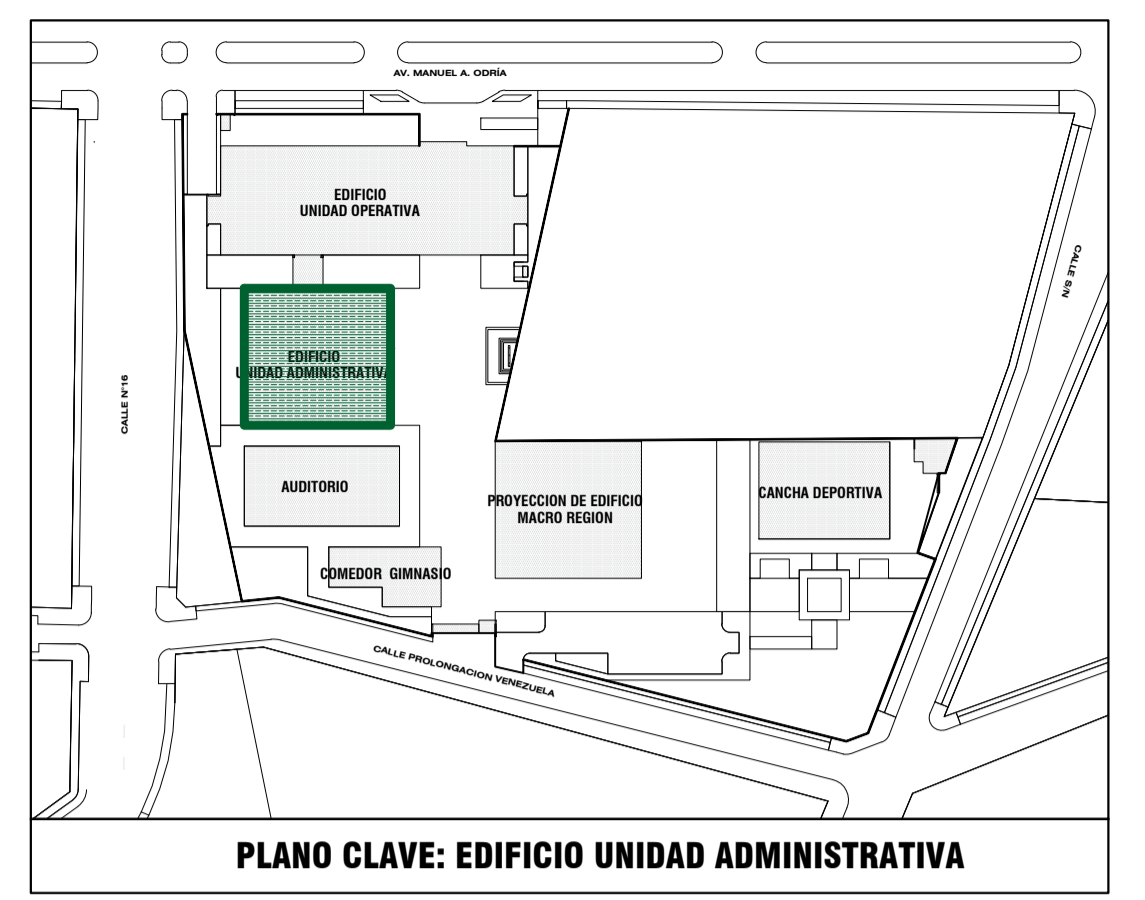 AV. MANUEL A. ODRÍA
EDIFICIO
UNIDAD OPERATIVA
CALLE S/N
EDIFICIO
UNIDAD ADMINISTRATIVA
CALLE N°16
AUDITORIO
PROYECCION DE EDIFICIO
MACRO REGION
CANCHA DEPORTIVA
COMEDOR GIMNASIO
CALLE PROLONGACION VENEZUELA
PLANO CLAVE: EDIFICIO UNIDAD ADMINISTRATIVA